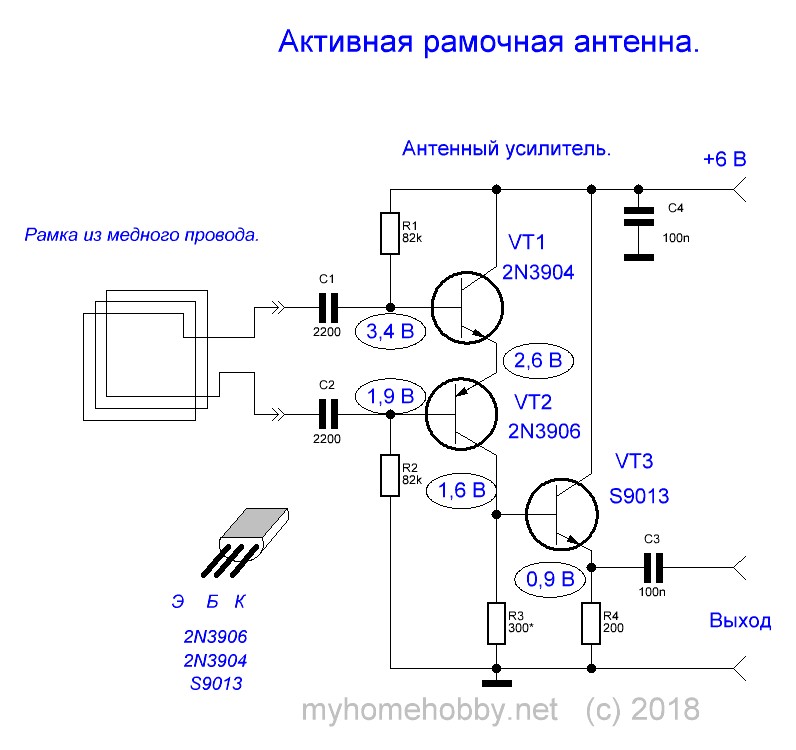 Активная рамочная антенна.
Антенный усилитель.
+6 В
C4
100n
Рамка из медного провода.
R1
82k
VT1
2N3904
C1
2200
3,4 В
2,6 В
C2
2200
1,9 В
VT2
2N3906
R2
82k
1,6 В
VT3
S9013
C3
100n
0,9 В
Э Б К
2N3906
2N3904
S9013
R3
300*
R4
200
Выход
myhomehobby.net (c) 2018